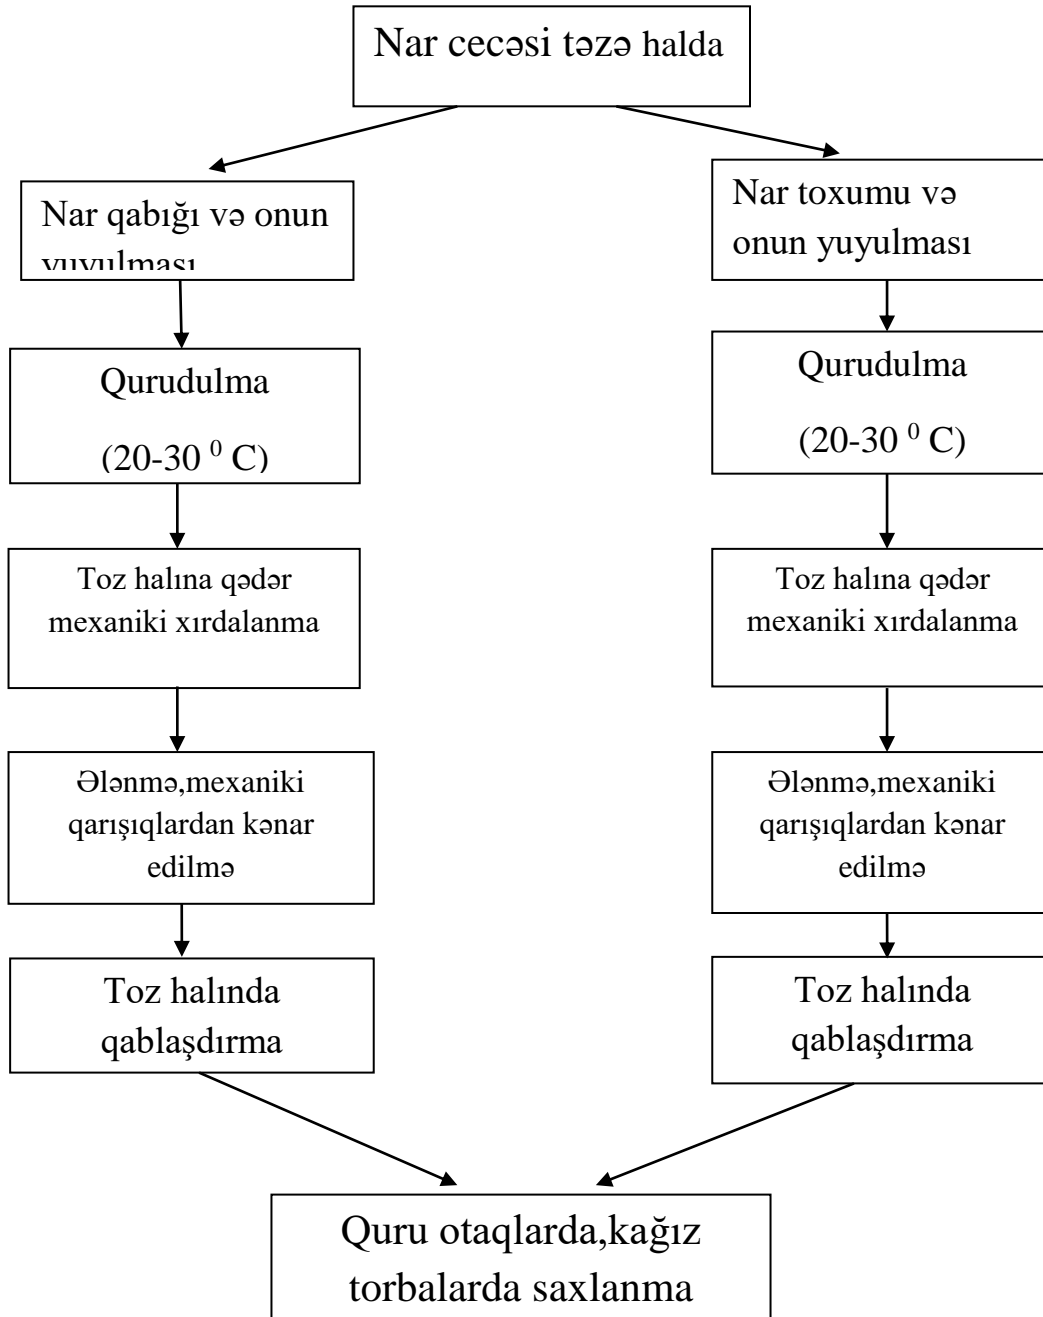 Nar cecəsi təzə halda
Nar qabığı və onun
yuyulması
Nar toxumu və
onun yuyulması
Qurudulma
(20-30 ⁰ C)
Qurudulma
(20-30 ⁰ C)
Toz halına qədər
mexaniki xırdalanma
Toz halına qədər
mexaniki xırdalanma
Ələnmə,mexaniki
qarışıqlardan kənar
edilmə
Ələnmə,mexaniki
qarışıqlardan kənar
edilmə
Toz halında
qablaşdırma
Toz halında
qablaşdırma
Quru otaqlarda,kağız
torbalarda saxlanma